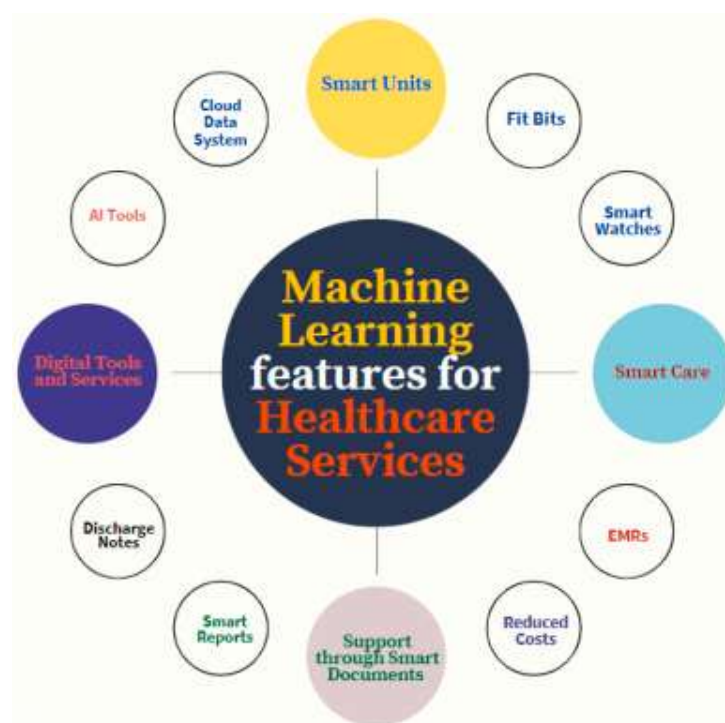 Smart Units
Cloud
Data
System
Fit Bits
AI Tools
Smart
Watches
Machine
Learning
features for
Healthcare
Services
Digital Tools
and Services
Smart Care
Discharge
Notes
EMRs
Smart
Reports
Support
through Smart
Documents
Reduced
Costs